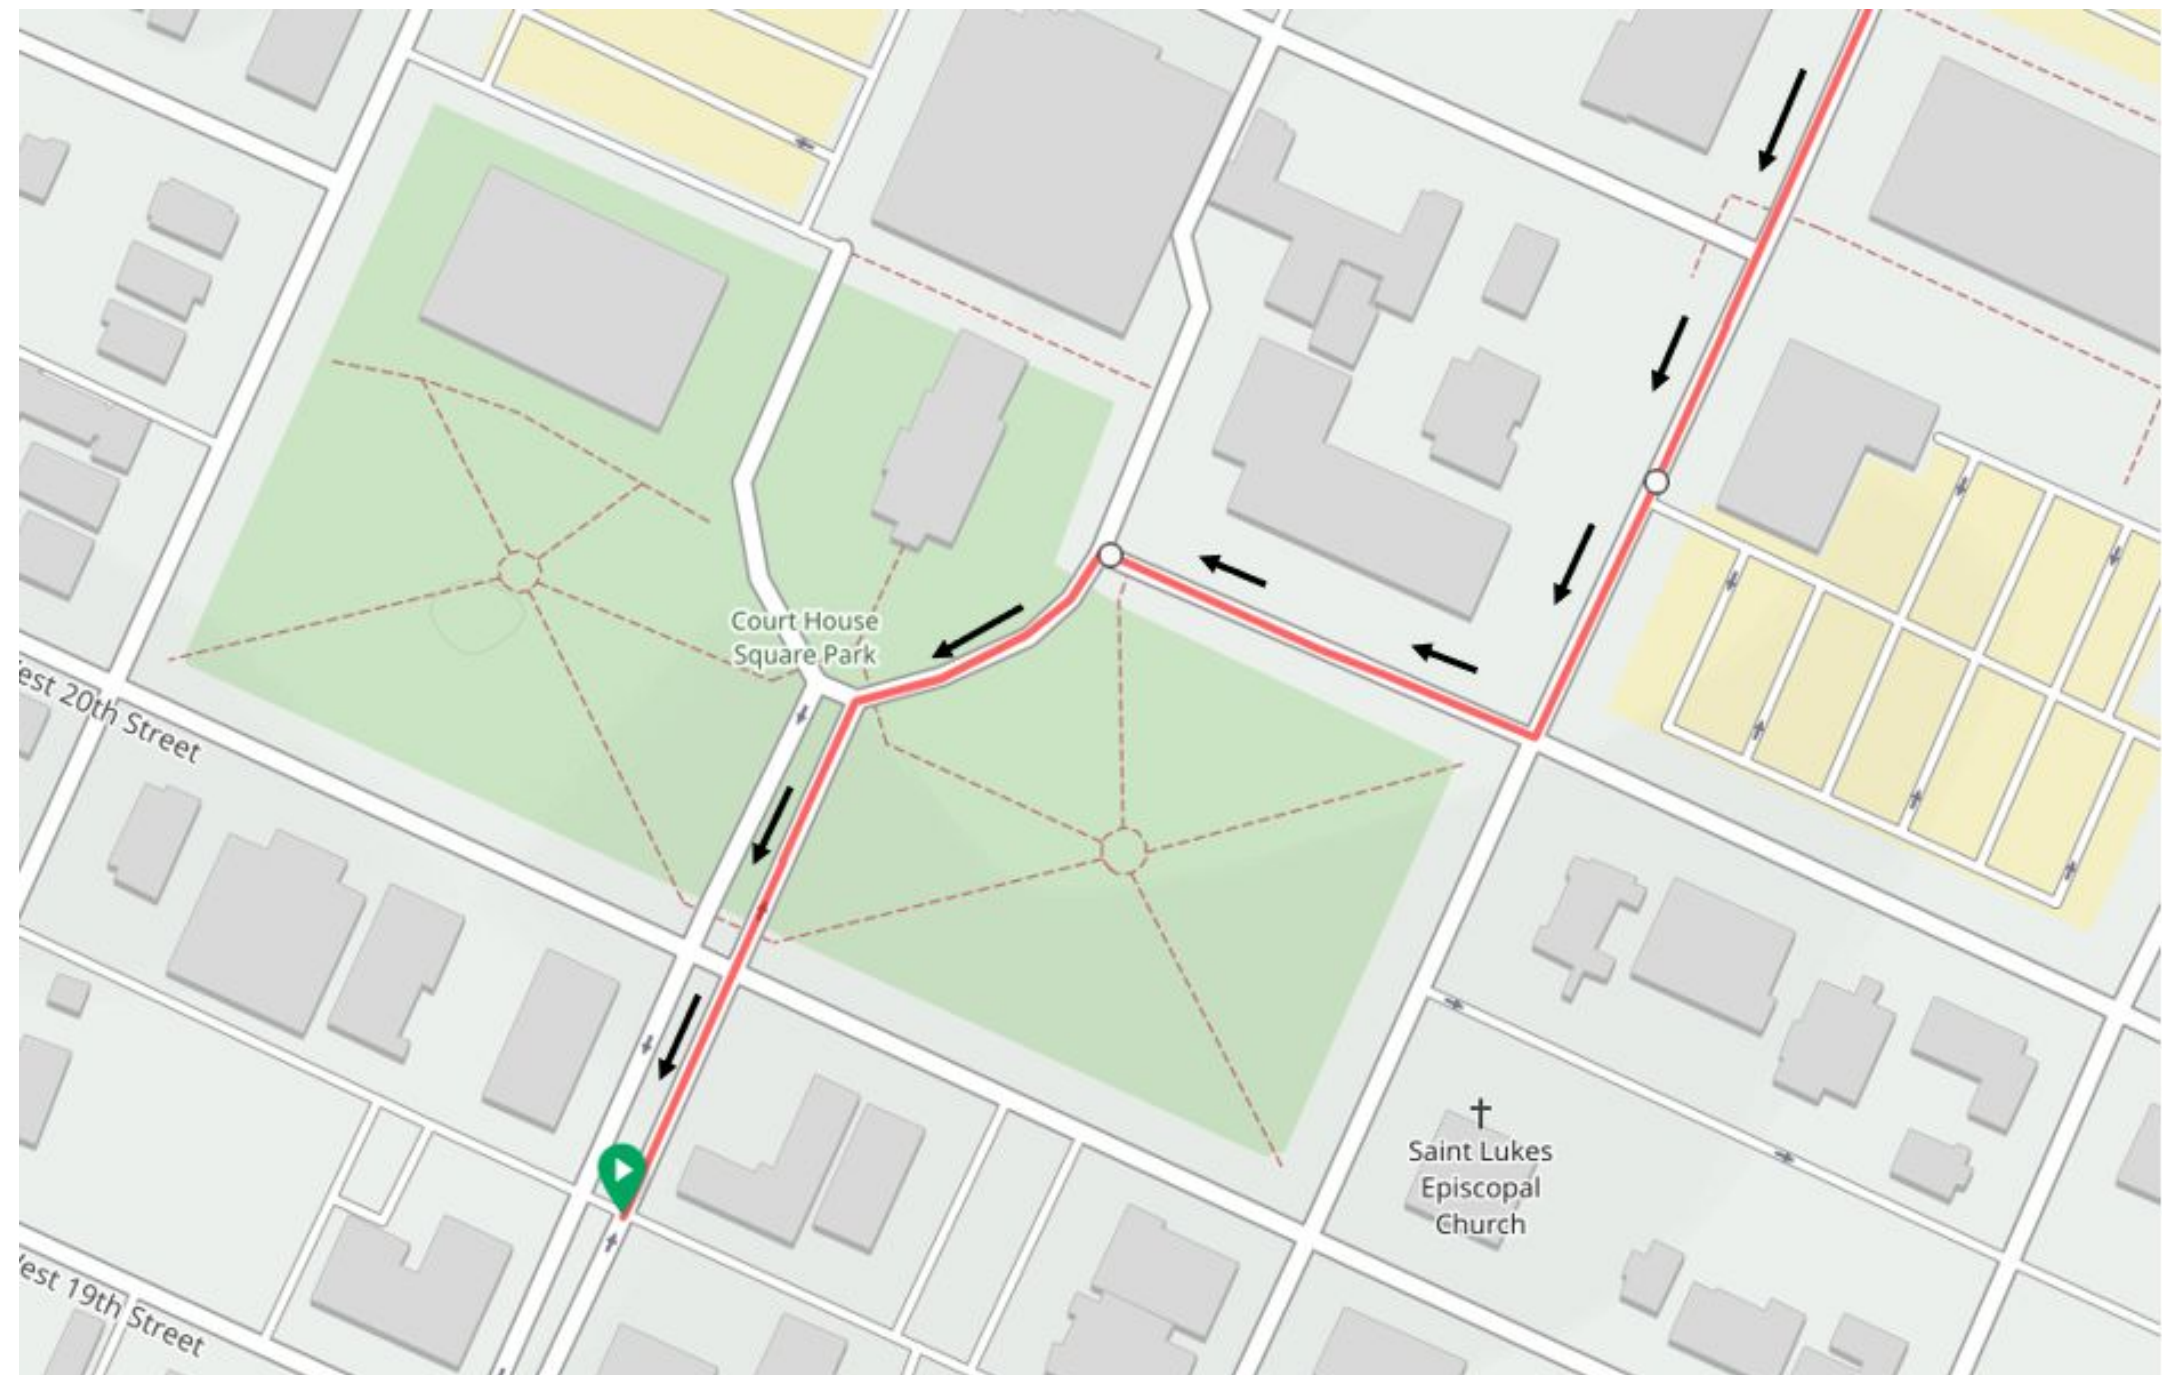 Court House
Square Park
est 20th Street
Saint Lukes
Episcopal
Church
est 19th Street